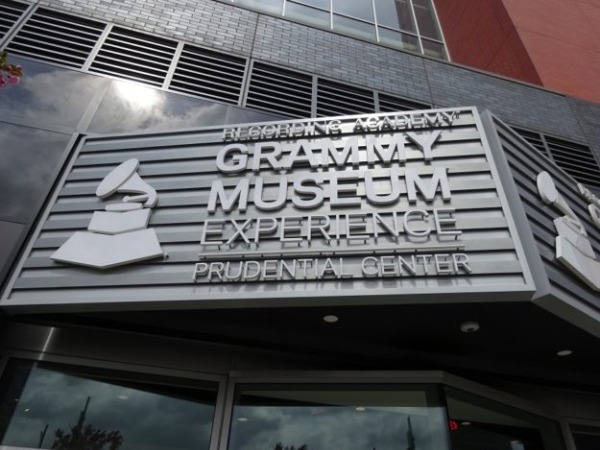 RECORDING ACADEMY
GRAMMY
MUSEUM
EXPERIENCE
PRUDENTIAL CENTER